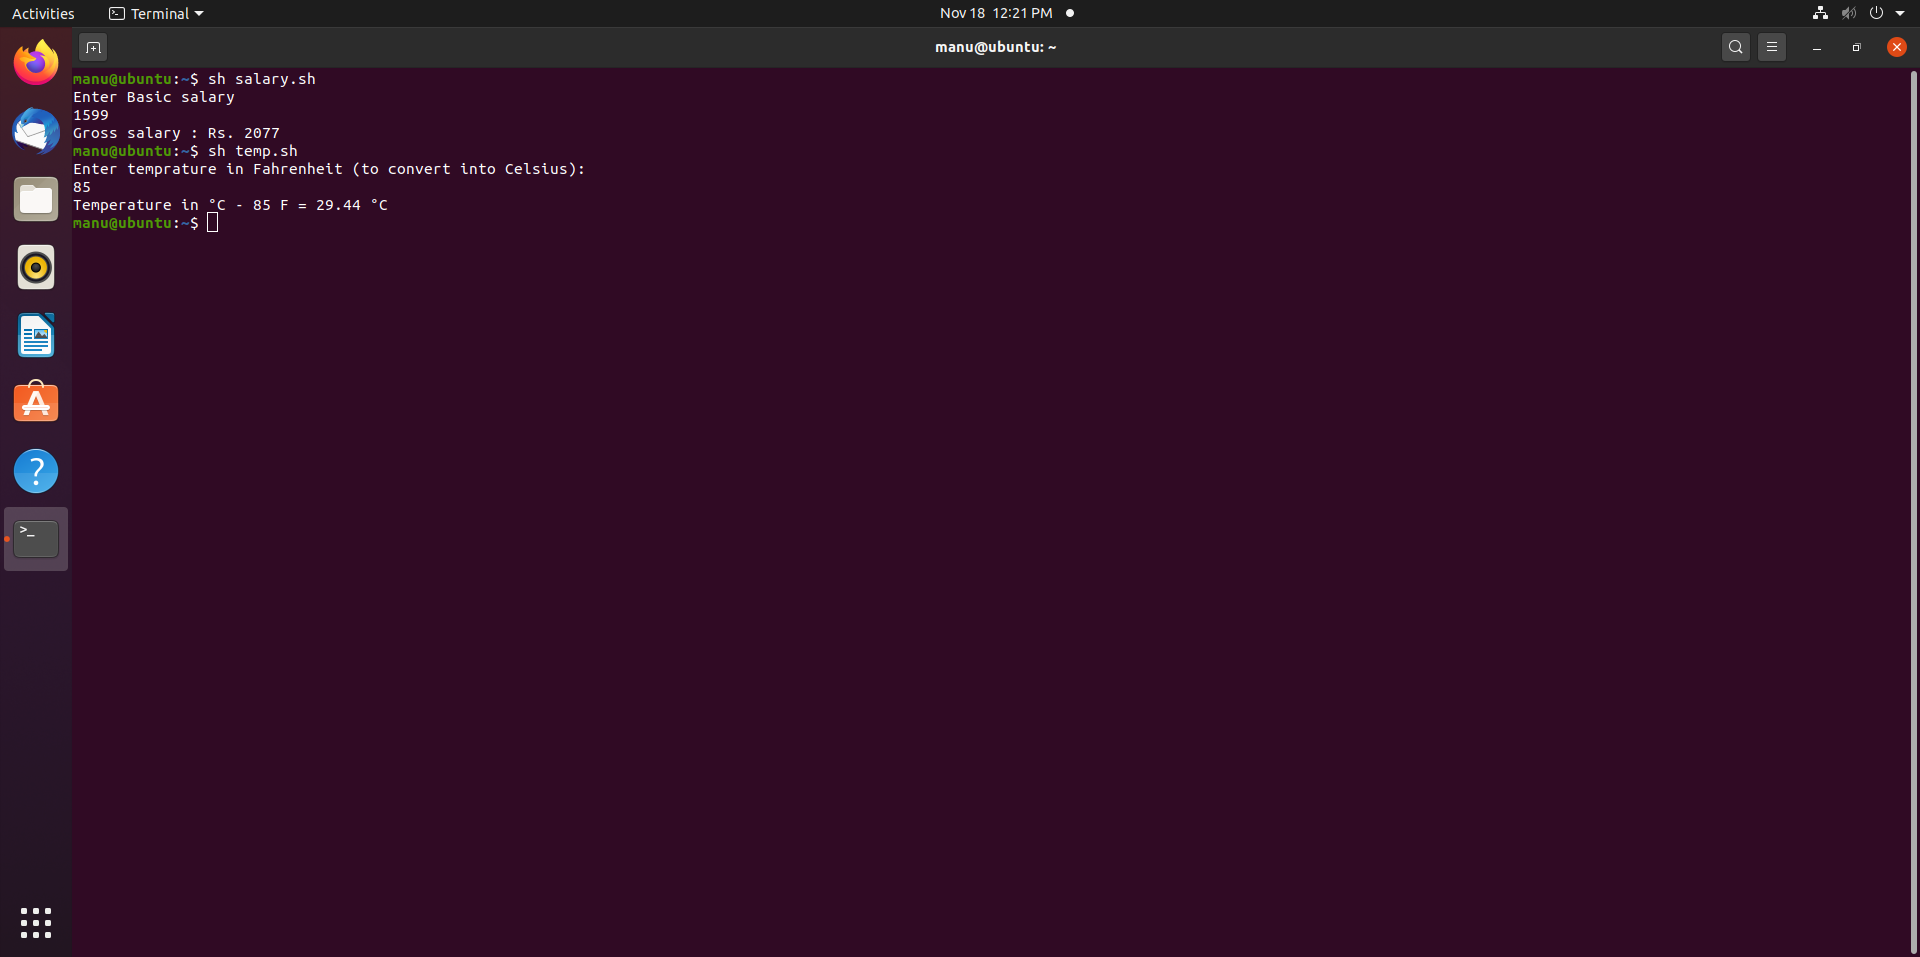 Activities Terminal Nov 18 12:21 PM
manu@ubuntu: ~
manu@ubuntu:~$ sh salary.sh
Enter Basic salary
1599
Gross salary : Rs. 2077
manu@ubuntu:~$ sh temp.sh
Enter temprature in Fahrenheit (to convert into Celsius):
85
Temperature in °C - 85 F = 29.44 °C
manu@ubuntu:~$